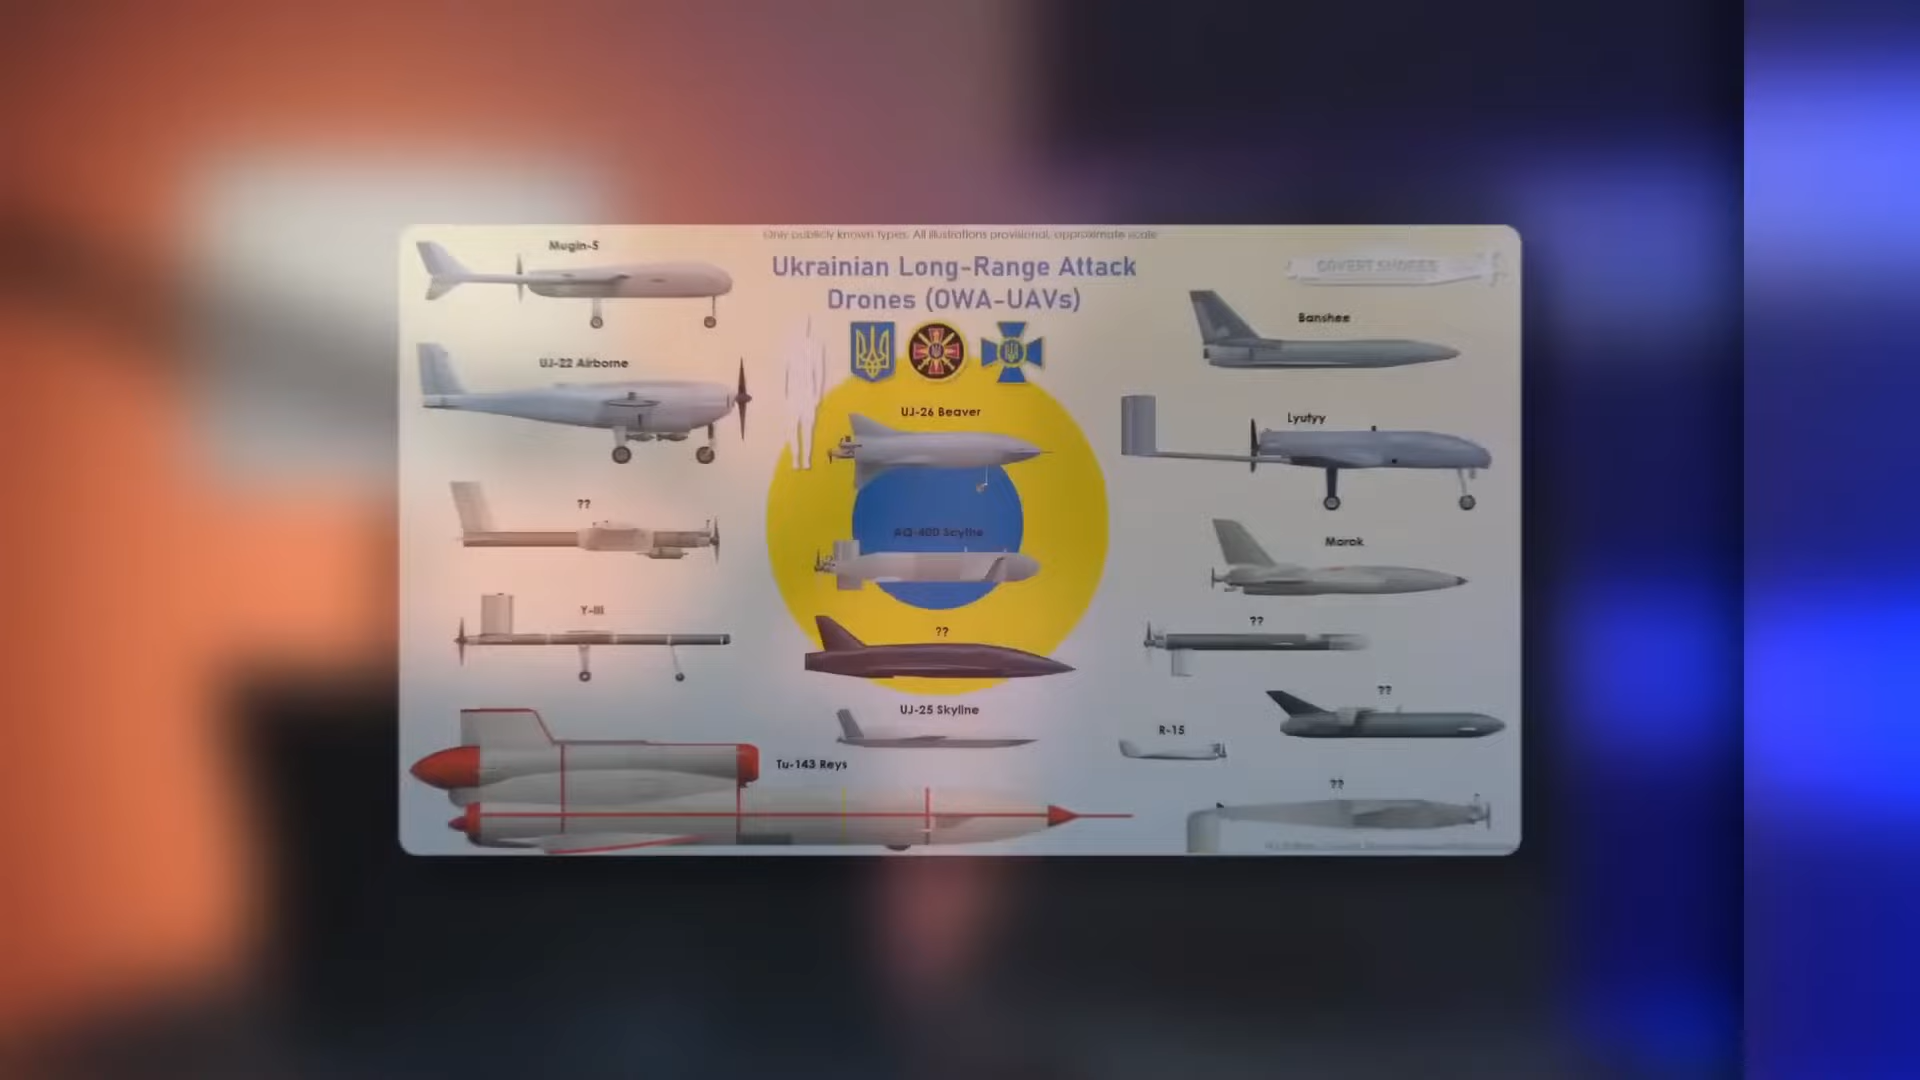 Only publicly known types. All illustrations provisional, approximate scale
Ukrainian Long-Range Attack
Drones (OWA-UAVs)
COVERT SHORES
Mugin-5
UJ-22 Airborne
??
Y-III
Tu-143 Reys
UJ-26 Beaver
AQ-400 Scythe
??
UJ-25 Skyline
Banshee
Lyutyy
Morok
??
??
R-15
??